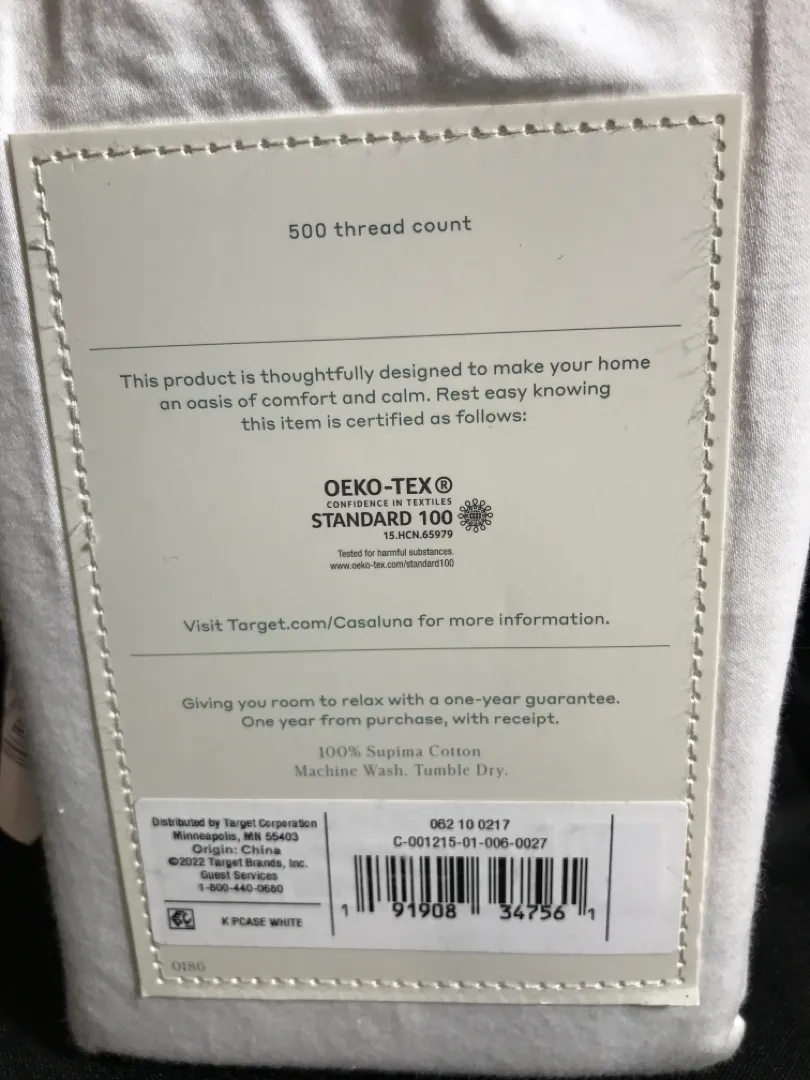 500 thread count
This product is thoughtfully designed to make your home
an oasis of comfort and calm. Rest easy knowing
this item is certified as follows:
OEKO-TEX®
CONFIDENCE IN TEXTILES
STANDARD 100
15.HCN.65979
Tested for harmful substances.
www.oeko-tex.com/standard100
Visit Target.com/Casaluna for more information.
Giving you room to relax with a one-year guarantee.
One year from purchase, with receipt.
100% Supima Cotton
Machine Wash. Tumble Dry.
Distributed by Target Corporation
Minneapolis, MN 55403
Origin: China
©2022 Target Brands, Inc.
Guest Services
1-800-440-0680
K PCASE WHITE
062 10 0217
C-001215-01-006-0027
1 91908 34756 1
0186